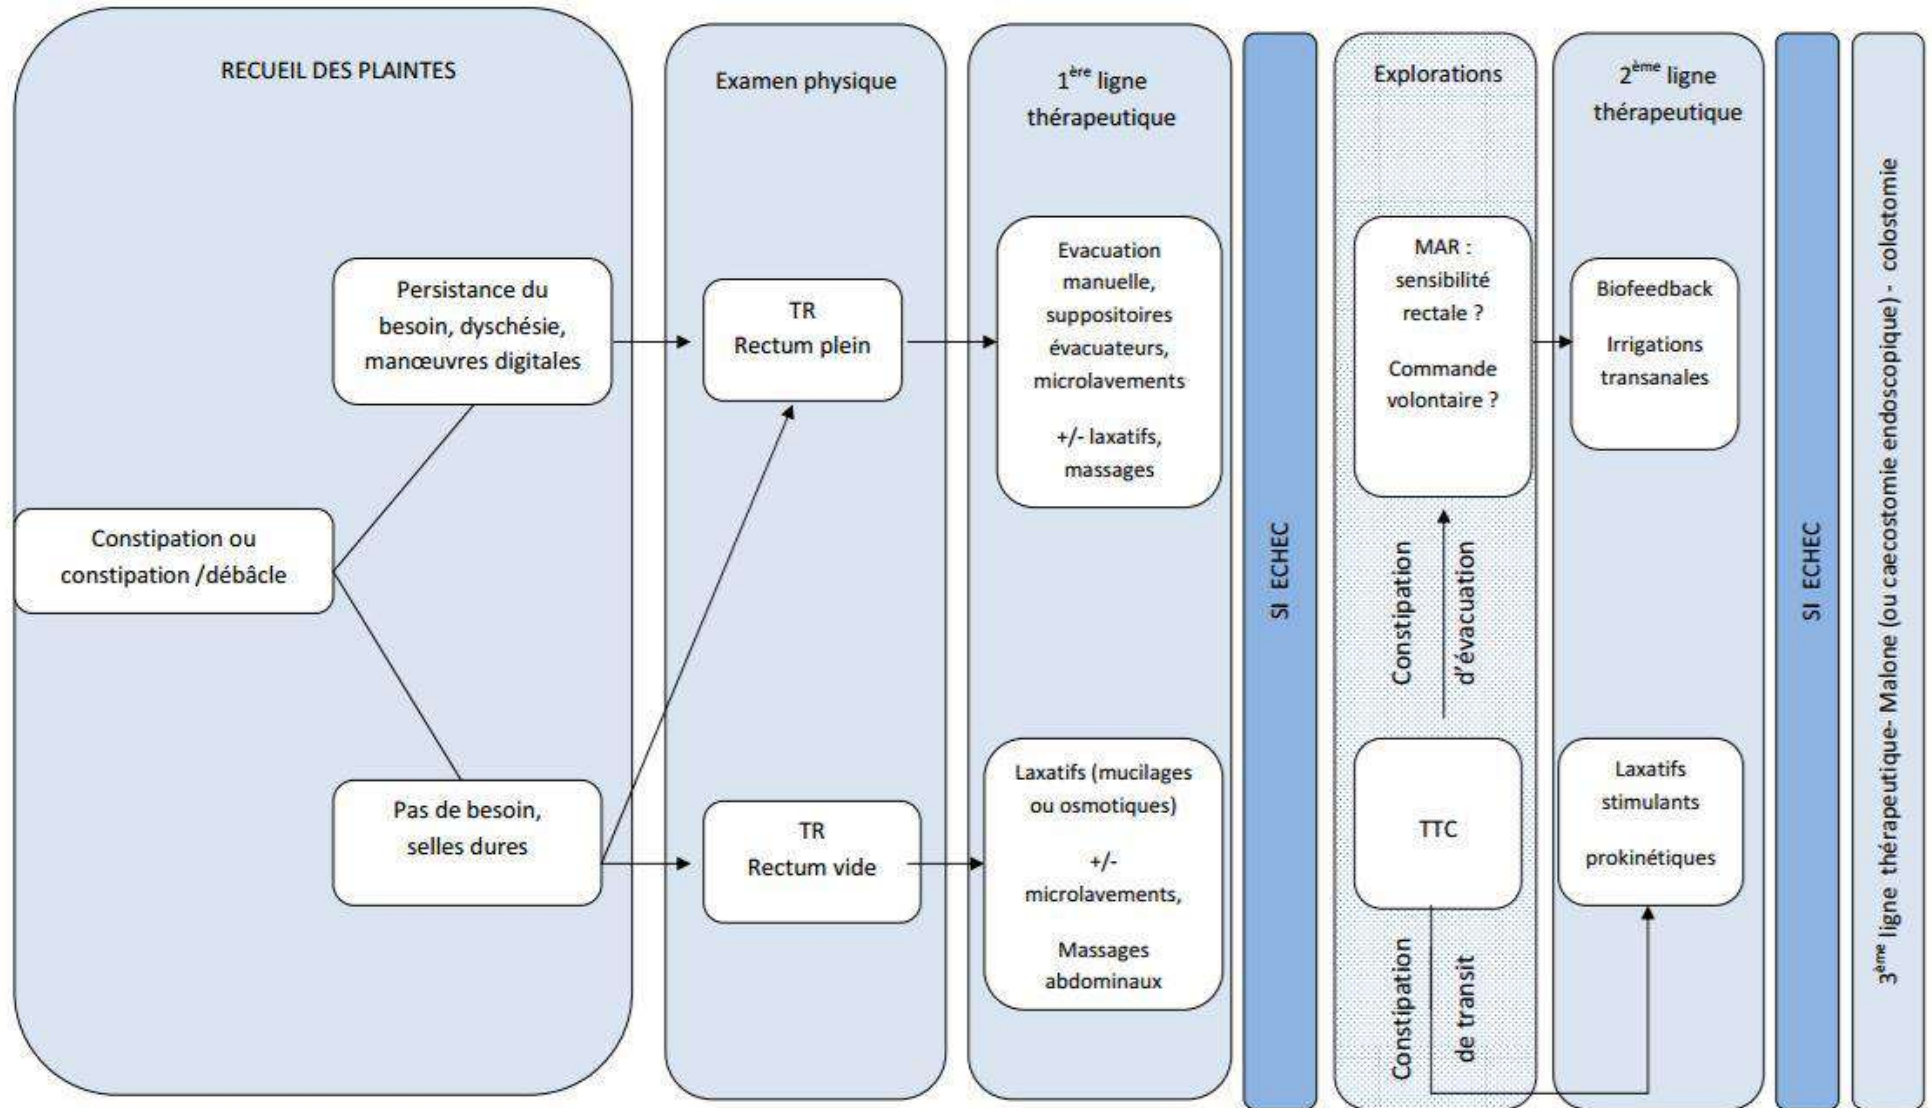 RECUEIL DES PLAINTES
Constipation ou
constipation /débâcle
Persistance du
besoin, dyschésie,
manœuvres digitales
Pas de besoin,
selles dures
Examen physique
TR
Rectum plein
TR
Rectum vide
1ère ligne
thérapeutique
Evacuation
manuelle,
suppositoires
évacuateurs,
microlavements
+/- laxatifs,
massages
Laxatifs (mucilages
ou osmotiques)
+/-
microlavements,
Massages
abdominaux
SI ECHEC
Explorations
MAR :
sensibilité
rectale ?
Commande
volontaire ?
Constipation
d'évacuation
TTC
Constipation
de transit
2ème ligne
thérapeutique
Biofeedback
Irrigations
transanales
Laxatifs
stimulants
prokinétiques
SI ECHEC
3ème ligne thérapeutique- Malone (ou caecostomie endoscopique) - colostomie